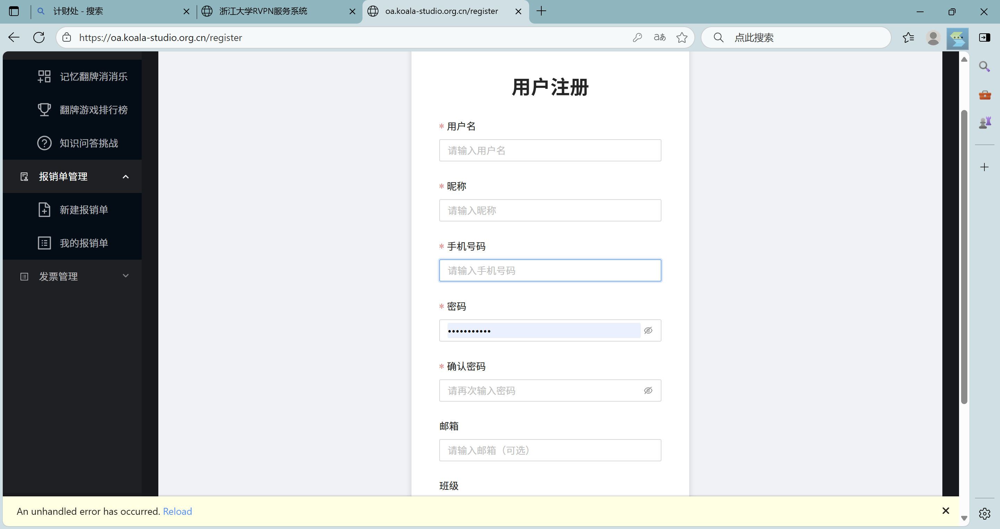 计财处 - 搜索
浙江大学RVPN服务系统
oa.koala-studio.org.cn/register
https://oa.koala-studio.org.cn/register
aあ
点此搜索
记忆翻牌消消乐
翻牌游戏排行榜
知识问答挑战
报销单管理
新建报销单
我的报销单
发票管理
用户注册
* 用户名
请输入用户名
* 昵称
请输入昵称
* 手机号码
请输入手机号码
* 密码
•••••••••••
* 确认密码
请再次输入密码
邮箱
请输入邮箱（可选）
班级
An unhandled error has occurred. Reload